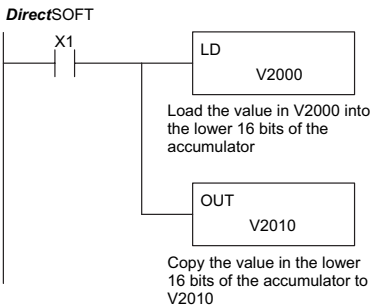 DirectSOFT
X1
LD
V2000
Load the value in V2000 into
the lower 16 bits of the
accumulator
OUT
V2010
Copy the value in the lower
16 bits of the accumulator to
V2010